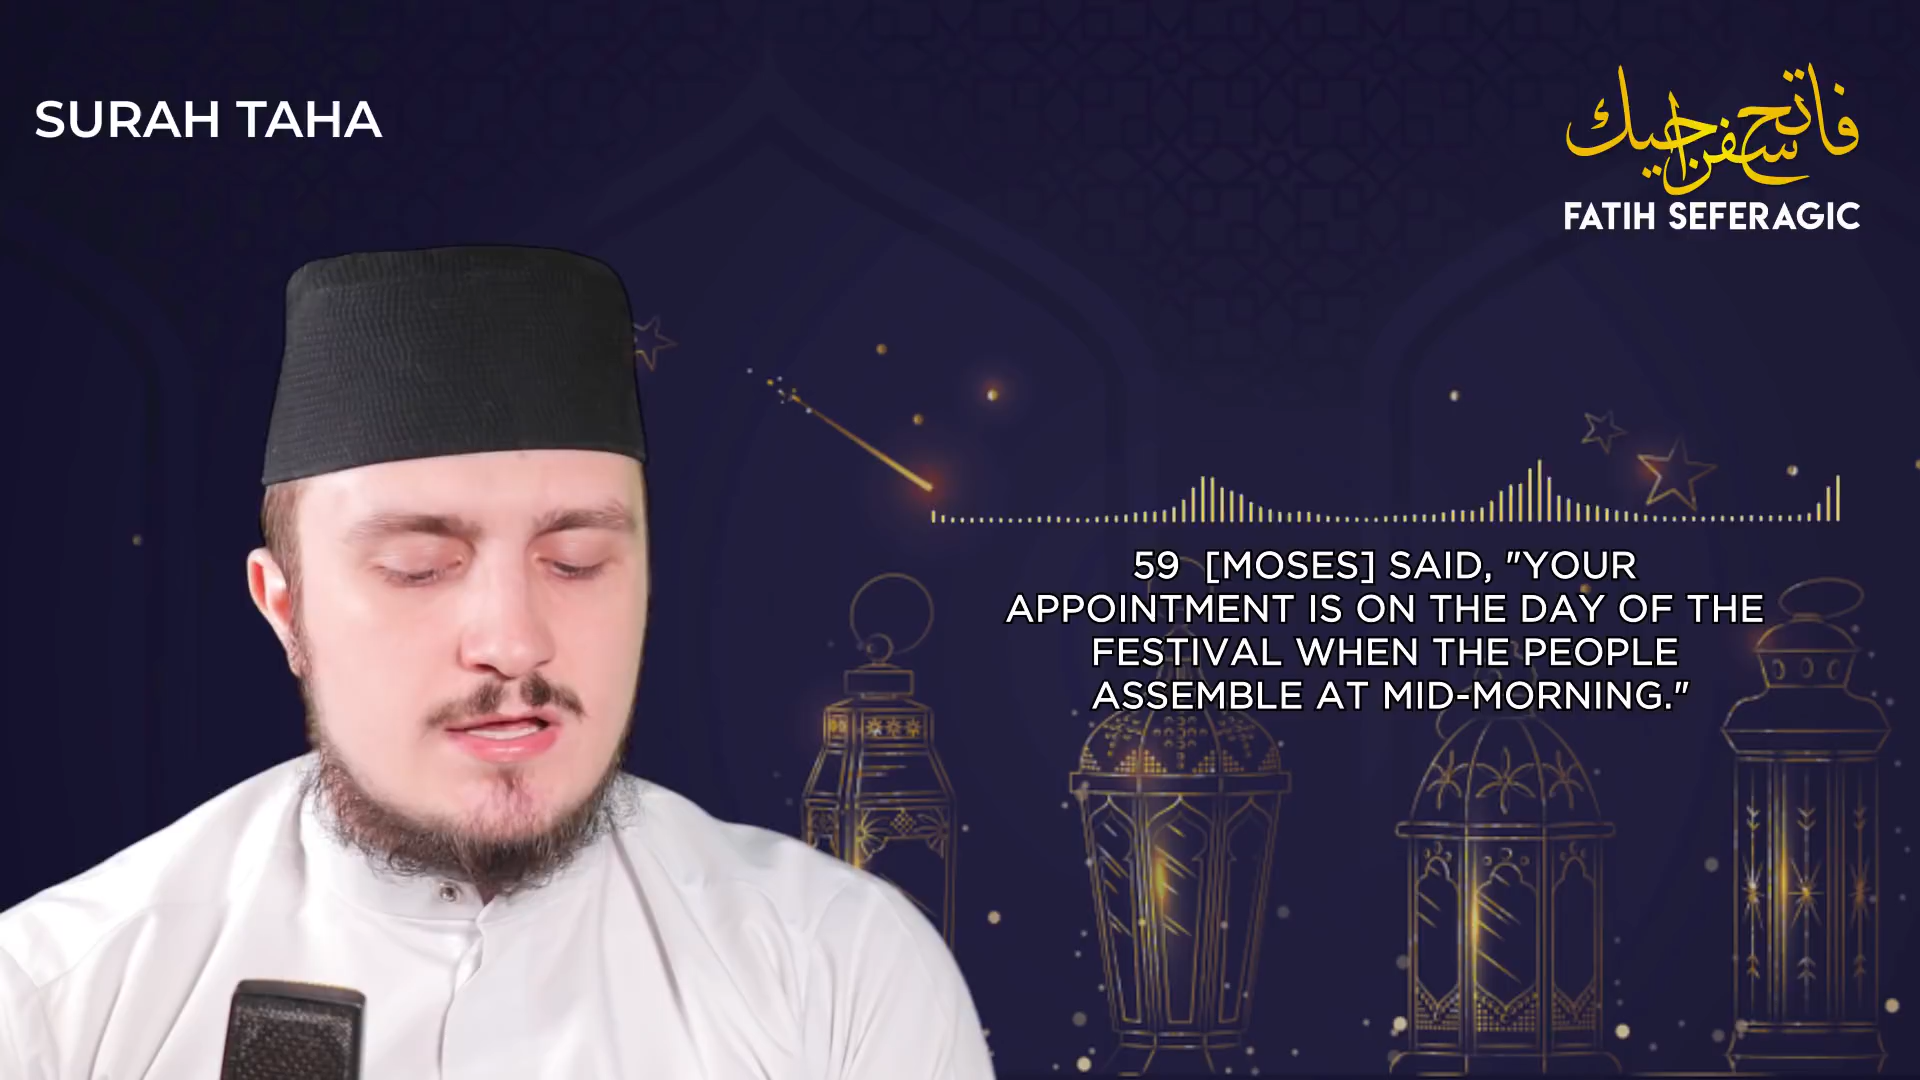 SURAH TAHA
فاتح سفراجيك
FATIH SEFERAGIC
59 [MOSES] SAID, "YOUR
APPOINTMENT IS ON THE DAY OF THE
FESTIVAL WHEN THE PEOPLE
ASSEMBLE AT MID-MORNING."